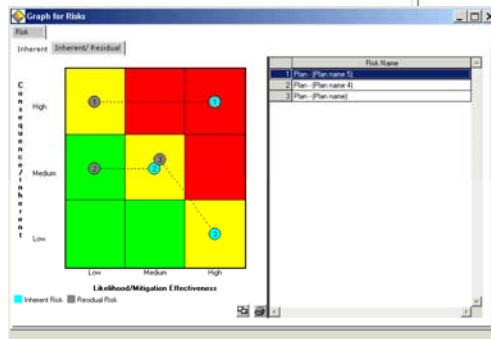 Graph for Risks
Risk
Inherent
Inherent/ Residual
Consequence/Inherent
High
Medium
Low
1
1
2
2
3
3
Low
Medium
High
Likelihood/Mitigation Effectiveness
Inherent Risk
Residual Risk
Risk Name
1 Plan - (Plan name 5)
2 Plan - (Plan name 4)
3 Plan - (Plan name)